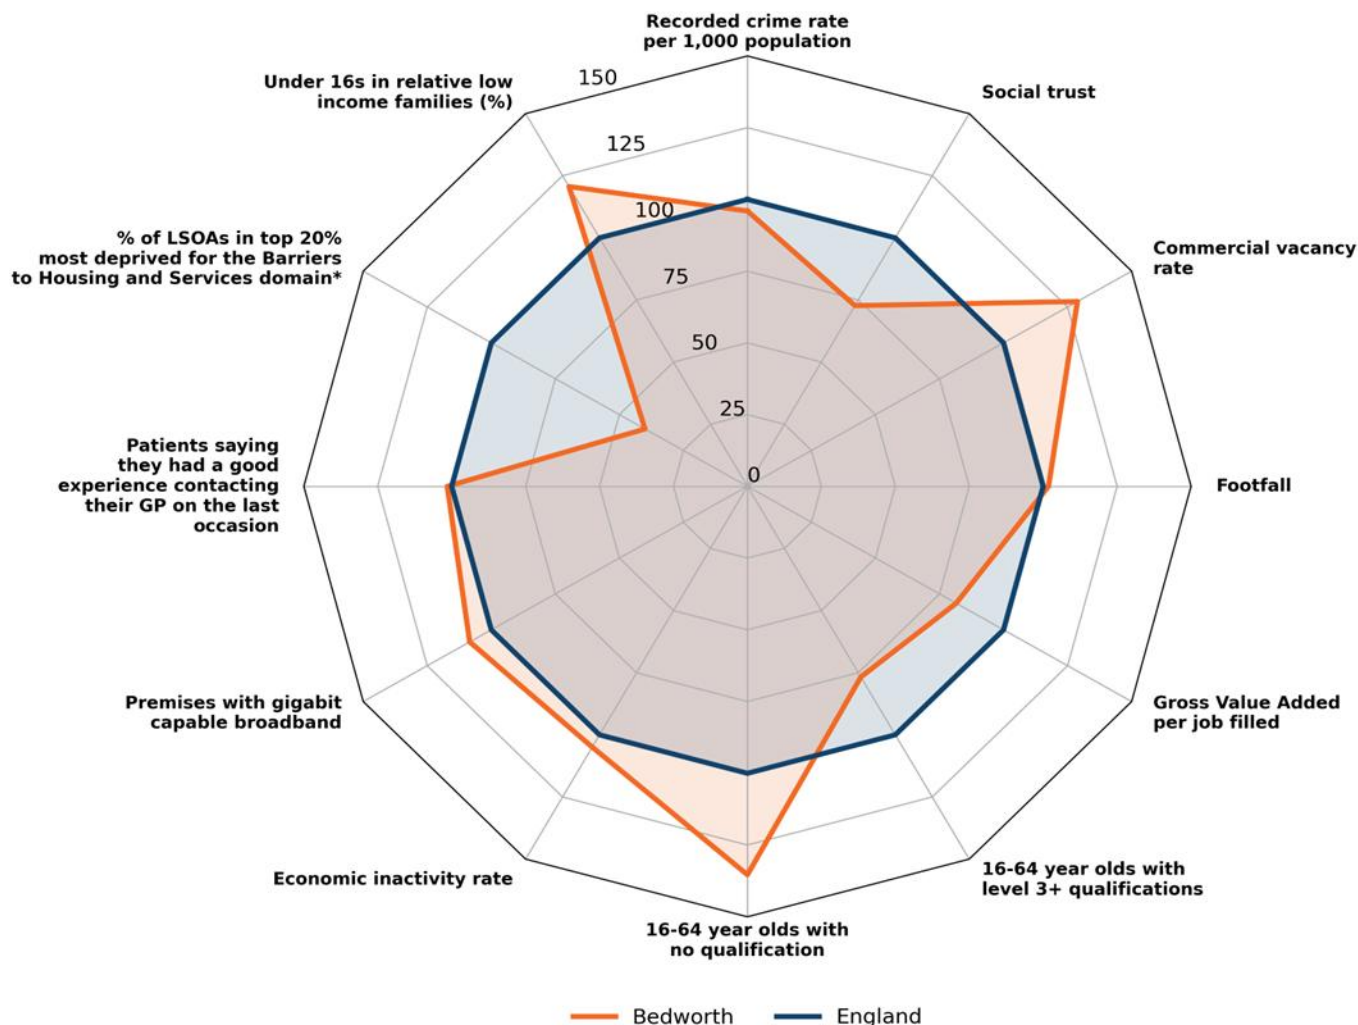 Recorded crime rate
per 1,000 population
Social trust
Commercial vacancy
rate
Footfall
Gross Value Added
per job filled
16-64 year olds with
level 3+ qualifications
16-64 year olds with
no qualification
Economic inactivity rate
Premises with gigabit
capable broadband
Patients saying
they had a good
experience contacting
their GP on the last
occasion
% of LSOAs in top 20%
most deprived for the Barriers
to Housing and Services domain*
Under 16s in relative low
income families (%)
150
125
100
75
50
25
0
Bedworth
England